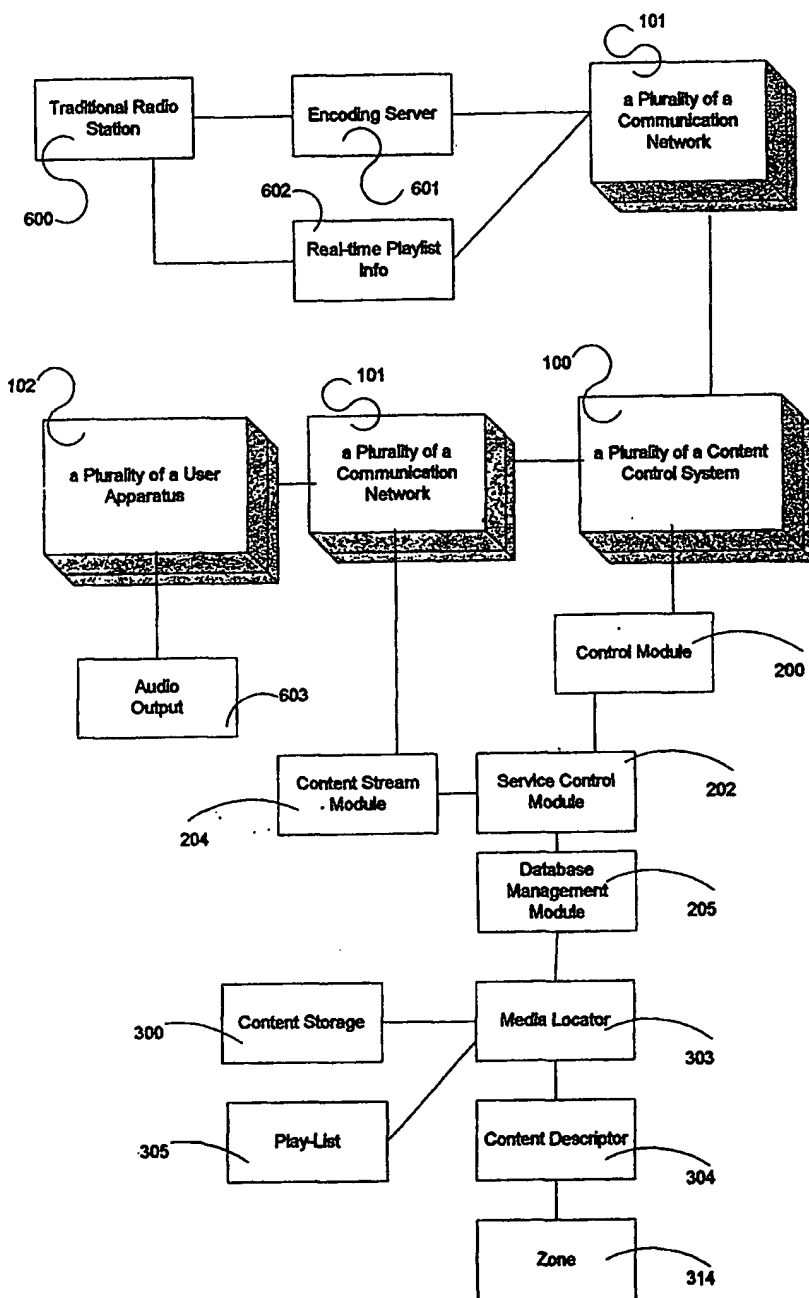 101
Traditional Radio
Station
Encoding Server
a Plurality of a
Communication
Network
600
602
601
Real-time Playlist
Info
102
101
100
a Plurality of a User
Apparatus
a Plurality of a
Communication
Network
a Plurality of a Content
Control System
Audio
Output
603
Control Module
200
Content Stream
Module
204
Service Control
Module
202
Database
Management
Module
205
300
Content Storage
Media Locator
303
305
Play-List
Content Descriptor
304
Zone
314